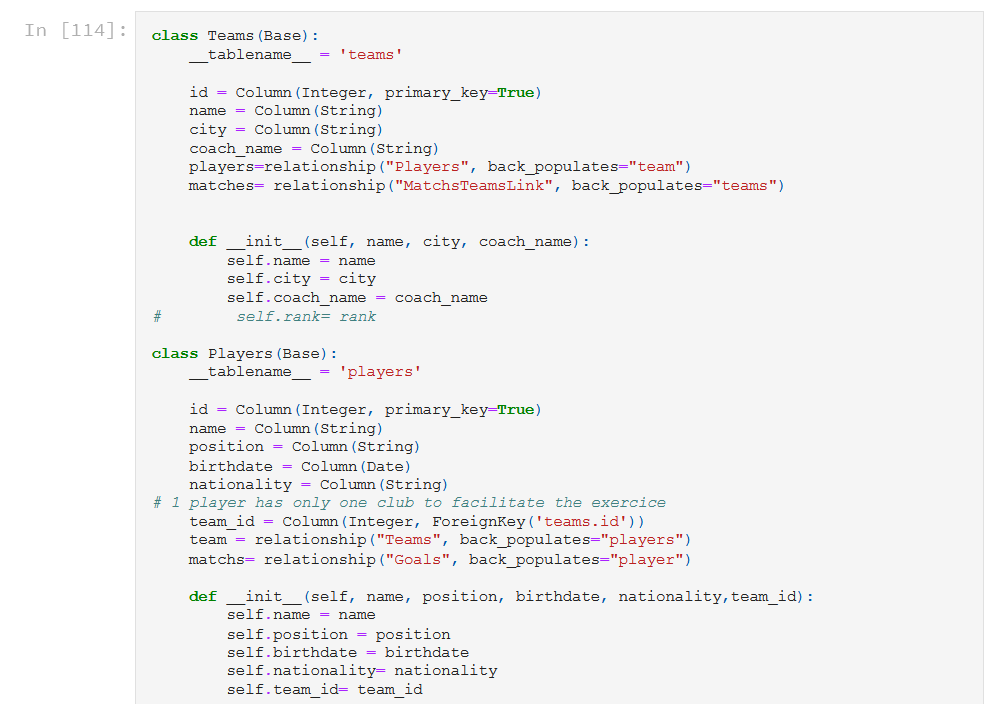 In [114]:
class Teams(Base):
    __tablename__ = 'teams'
    id = Column(Integer, primary_key=True)
    name = Column(String)
    city = Column(String)
    coach_name = Column(String)
    players=relationship("Players", back_populates="team")
    matches= relationship("MatchsTeamsLink", back_populates="teams")
    def __init__(self, name, city, coach_name):
        self.name = name
        self.city = city
        self.coach_name = coach_name
#        self.rank= rank
class Players(Base):
    __tablename__ = 'players'
    id = Column(Integer, primary_key=True)
    name = Column(String)
    position = Column(String)
    birthdate = Column(Date)
    nationality = Column(String)
# 1 player has only one club to facilitate the exercice
    team_id = Column(Integer, ForeignKey('teams.id'))
    team = relationship("Teams", back_populates="players")
    matchs= relationship("Goals", back_populates="player")
    def __init__(self, name, position, birthdate, nationality,team_id):
        self.name = name
        self.position = position
        self.birthdate = birthdate
        self.nationality= nationality
        self.team_id= team_id